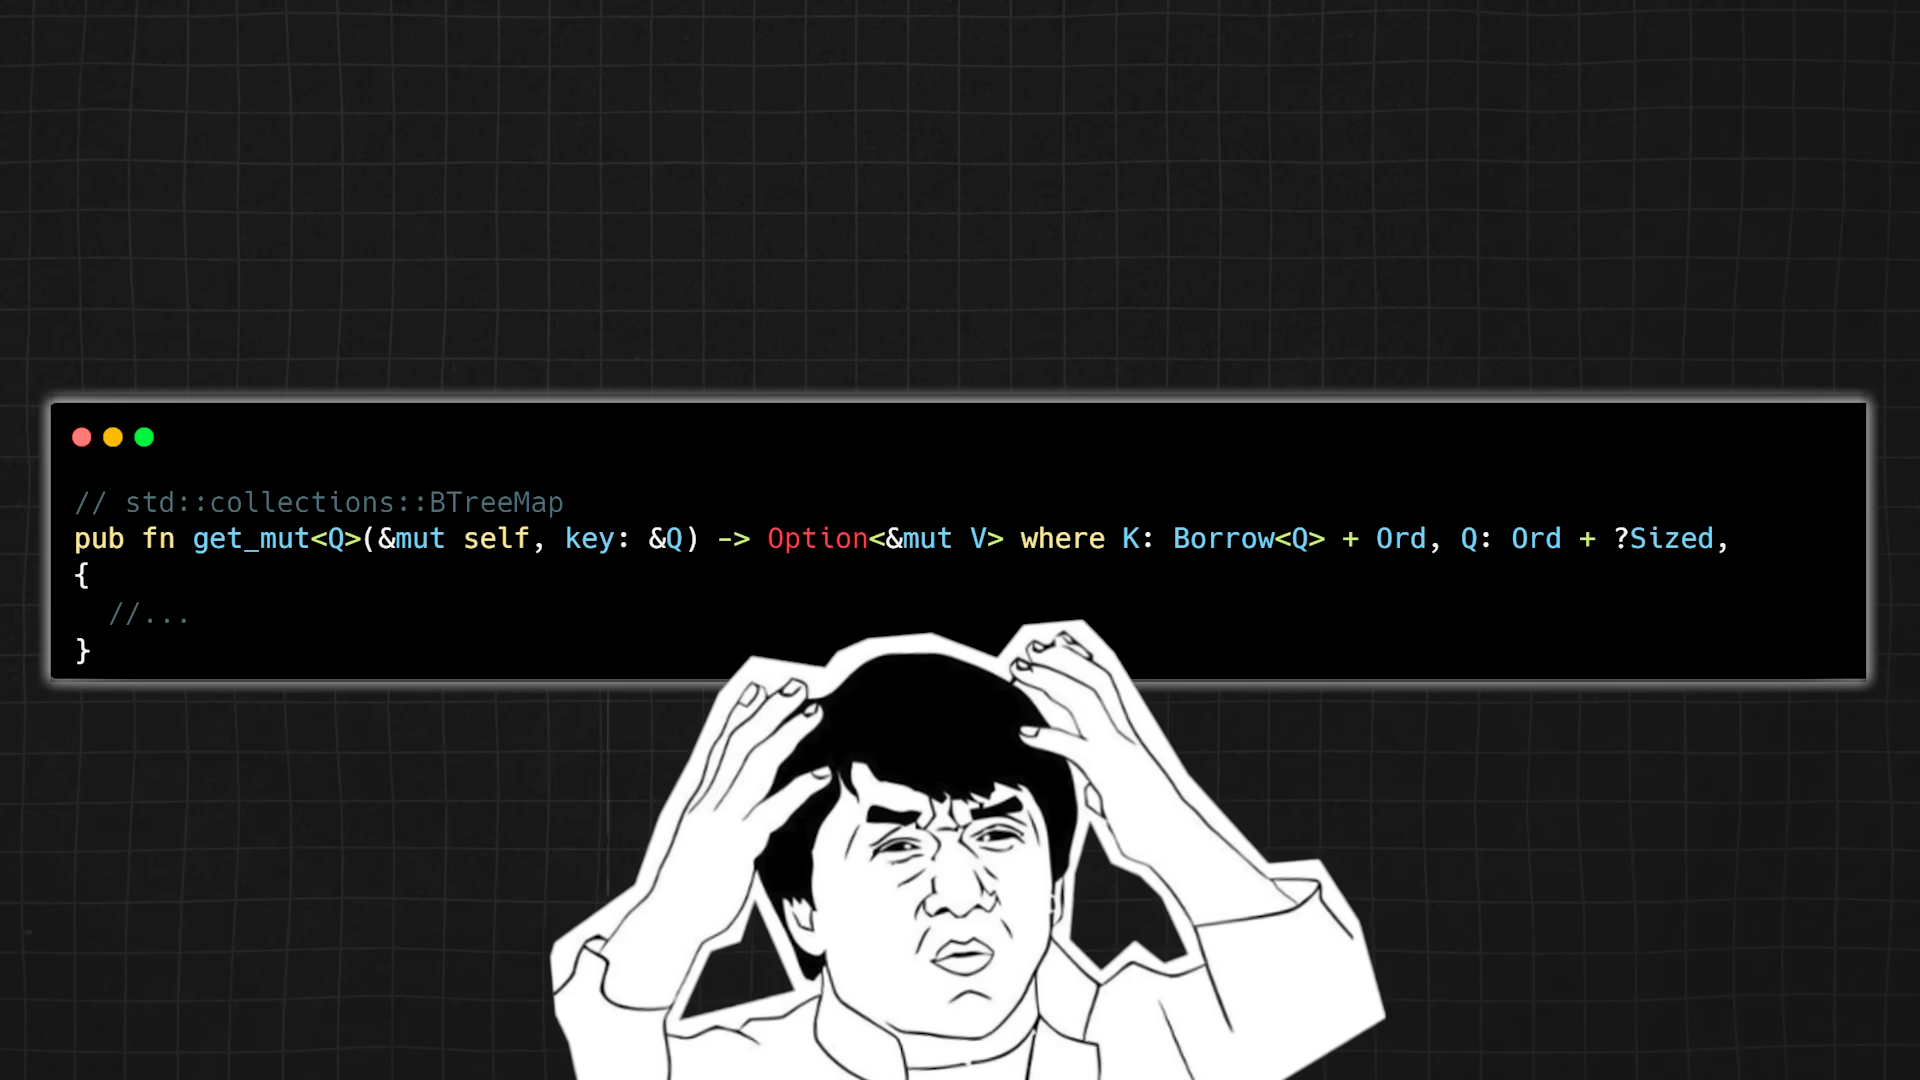 // std::collections::BTreeMap
pub fn get_mut<Q>(&mut self, key: &Q) -> Option<&mut V> where K: Borrow<Q> + Ord, Q: Ord + ?Sized,
{
  //...
}